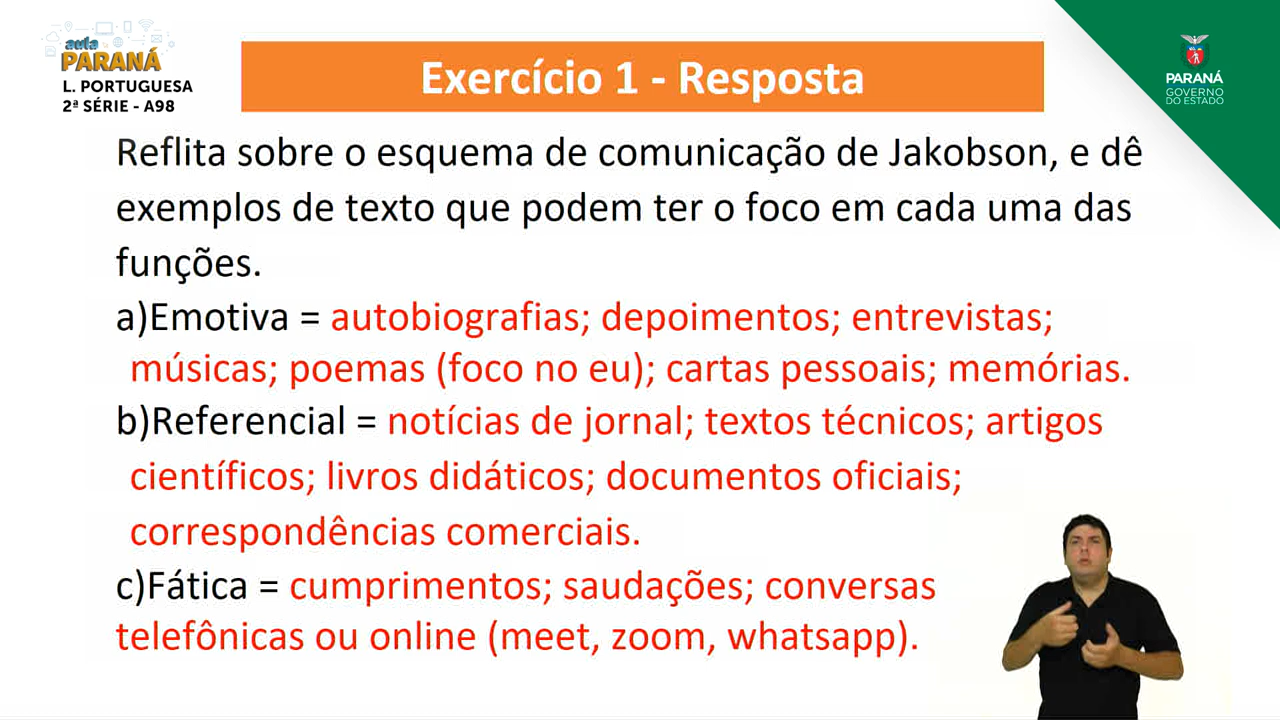 aula
PARANÁ
L. PORTUGUESA
2ª SÉRIE - A98
Exercício 1 - Resposta
PARANÁ
GOVERNO
DO ESTADO
Reflita sobre o esquema de comunicação de Jakobson, e dê
exemplos de texto que podem ter o foco em cada uma das
funções.
a)Emotiva = autobiografias; depoimentos; entrevistas;
músicas; poemas (foco no eu); cartas pessoais; memórias.
b)Referencial = notícias de jornal; textos técnicos; artigos
científicos; livros didáticos; documentos oficiais;
correspondências comerciais.
c)Fática = cumprimentos; saudações; conversas
telefônicas ou online (meet, zoom, whatsapp).